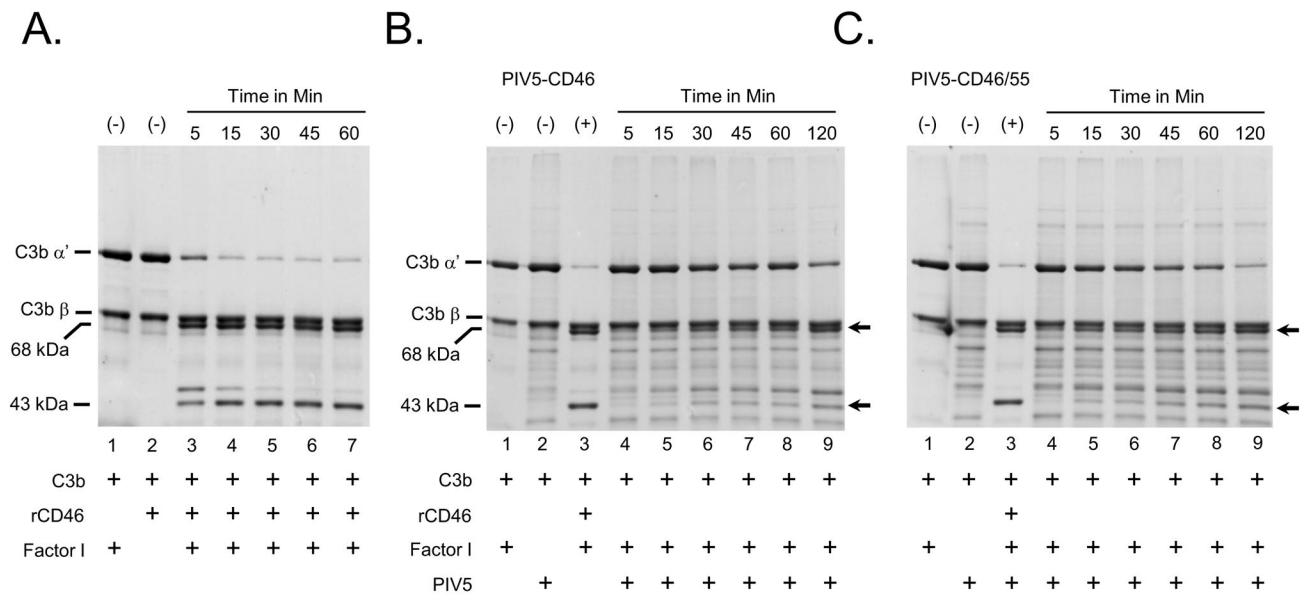 A.
Time in Min
(-) (-) 5 15 30 45 60
C3b α’
C3b β
68 kDa
43 kDa
1 2 3 4 5 6 7
C3b + + + + + + +
rCD46 + + + + + +
Factor I + + + + + +
B.
PIV5-CD46
Time in Min
(-) (-) (+) 5 15 30 45 60 120
C3b α’
C3b β
68 kDa
43 kDa
1 2 3 4 5 6 7 8 9
C3b + + + + + + + + +
rCD46 +
Factor I + + + + + + + +
PIV5 + + + + + + +
C.
PIV5-CD46/55
Time in Min
(-) (-) (+) 5 15 30 45 60 120
1 2 3 4 5 6 7 8 9
+ + + + + + + + +
+
+ + + + + + + +
+ + + + + + + +